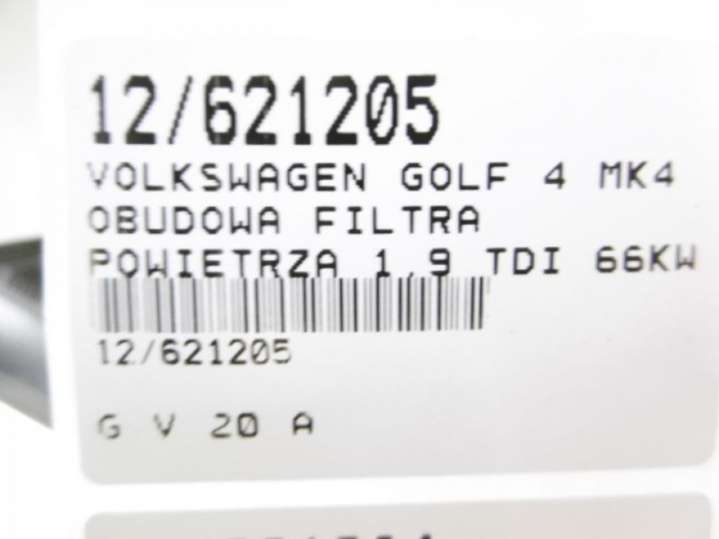 12/621205
VOLKSWAGEN GOLF 4 MK4
OBUDOWA FILTRA
POWIETRZA 1,9 TDI 66KW
12/621205
G V 20 A